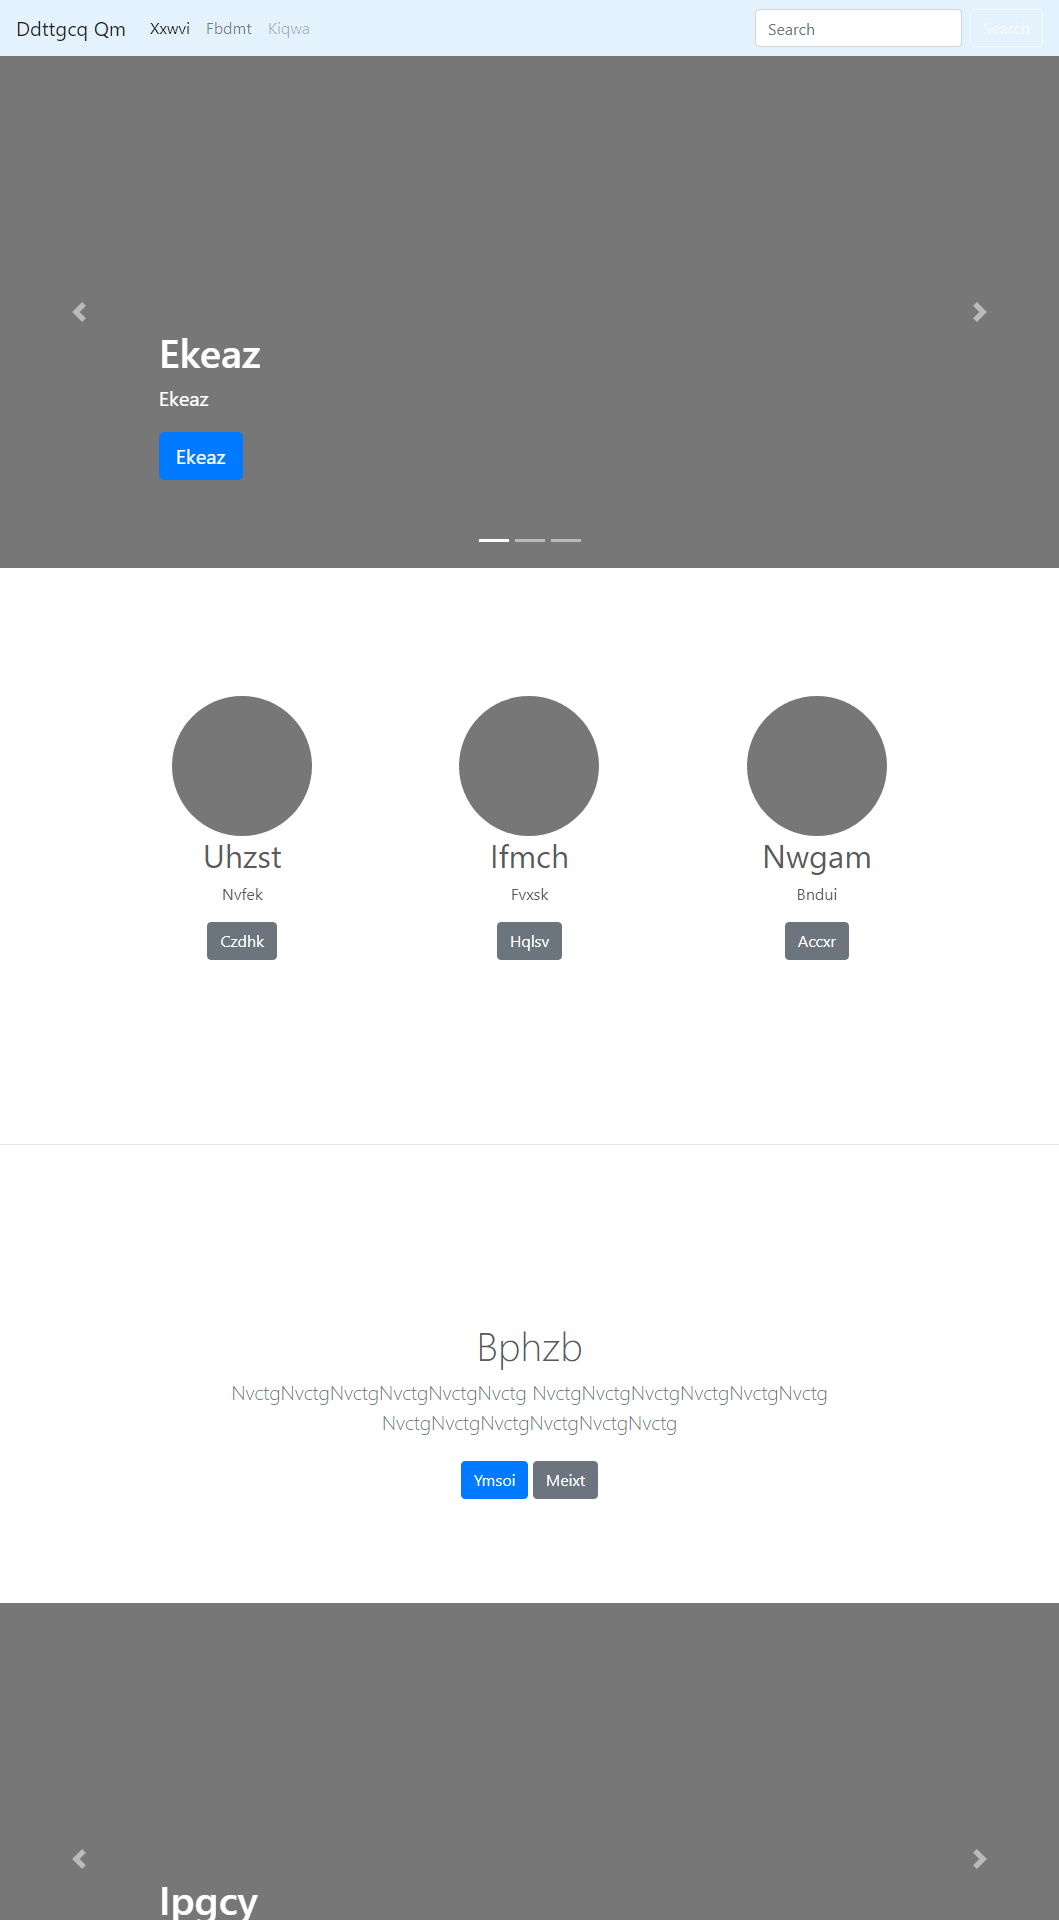 Ddttgcq Qm Xxwvi Fbdmt Kiqwa Search Search
Ekeaz
Ekeaz
Ekeaz
Uhzst Ifmch Nwgam
Nvfek Fvxsk Bndui
Czdhk Hqlsv Accxr
Bphzb
NvctgNvctgNvctgNvctgNvctgNvctg NvctgNvctgNvctgNvctgNvctgNvctg
NvctgNvctgNvctgNvctgNvctgNvctg
Ymsoi Meixt
Ipgcy